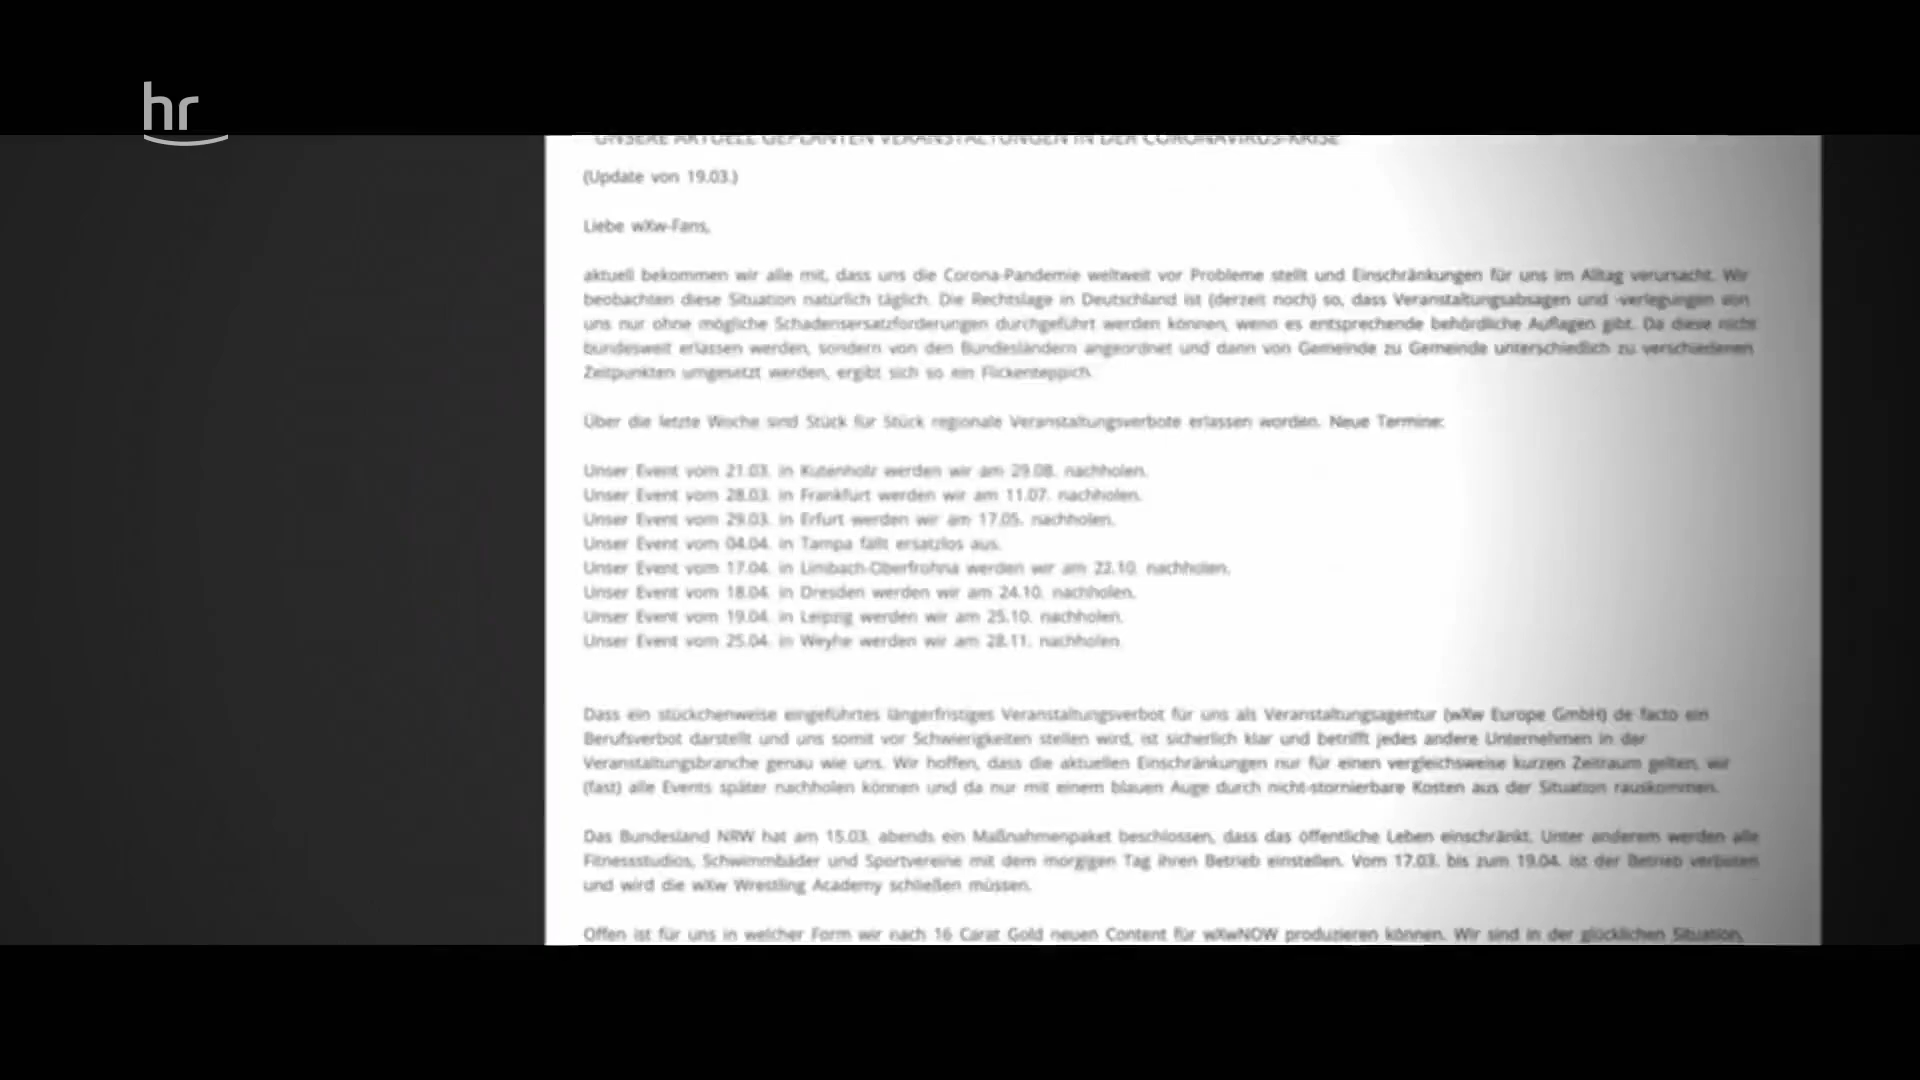 hr
UNSERE AKTUELL GEPLANTEN VERANSTALTUNGEN IN DER CORONAVIRUS-KRISE
(Update von 19.03.)
Liebe wXw-Fans,
aktuell bekommen wir alle mit, dass uns die Corona-Pandemie weltweit vor Probleme stellt und Einschränkungen für uns im Alltag verursacht. Wir
beobachten diese Situation natürlich täglich. Die Rechtslage in Deutschland ist (derzeit noch) so, dass Veranstaltungsabsagen und -verlegungen von
uns nur ohne mögliche Schadensersatzforderungen durchgeführt werden können, wenn es entsprechende behördliche Auflagen gibt. Da diese nicht
bundesweit erlassen werden, sondern von den Bundesländern angeordnet und dann von Gemeinde zu Gemeinde unterschiedlich zu verschiedenen
Zeitpunkten umgesetzt werden, ergibt sich so ein Flickenteppich.
Über die letzte Woche sind Stück für Stück regionale Veranstaltungsverbote erlassen worden. Neue Termine:
Unser Event vom 21.03. in Kutenholz werden wir am 29.08. nachholen.
Unser Event vom 28.03. in Frankfurt werden wir am 11.07. nachholen.
Unser Event vom 29.03. in Erfurt werden wir am 17.05. nachholen.
Unser Event vom 04.04. in Tampa fällt ersatzlos aus.
Unser Event vom 17.04. in Limbach-Oberfrohna werden wir am 22.10. nachholen.
Unser Event vom 18.04. in Dresden werden wir am 24.10. nachholen.
Unser Event vom 19.04. in Leipzig werden wir am 25.10. nachholen.
Unser Event vom 25.04. in Weyhe werden wir am 28.11. nachholen.
Dass ein stückchenweise eingeführtes längerfristiges Veranstaltungsverbot für uns als Veranstaltungsagentur (wXw Europe GmbH) de facto ein
Berufsverbot darstellt und uns somit vor Schwierigkeiten stellen wird, ist sicherlich klar und betrifft jedes andere Unternehmen in der
Veranstaltungsbranche genau wie uns. Wir hoffen, dass die aktuellen Einschränkungen nur für einen vergleichsweise kurzen Zeitraum gelten, wir
(fast) alle Events später nachholen können und da nur mit einem blauen Auge durch nicht-stornierbare Kosten aus der Situation rauskommen.
Das Bundesland NRW hat am 15.03. abends ein Maßnahmenpaket beschlossen, dass das öffentliche Leben einschränkt. Unter anderem werden alle
Fitnessstudios, Schwimmbäder und Sportvereine mit dem morgigen Tag ihren Betrieb einstellen. Vom 17.03. bis zum 19.04. ist der Betrieb verboten
und wird die wXw Wrestling Academy schließen müssen.
Offen ist für uns in welcher Form wir nach 16 Carat Gold neuen Content für wXwNOW produzieren können. Wir sind in der glücklichen Situation,